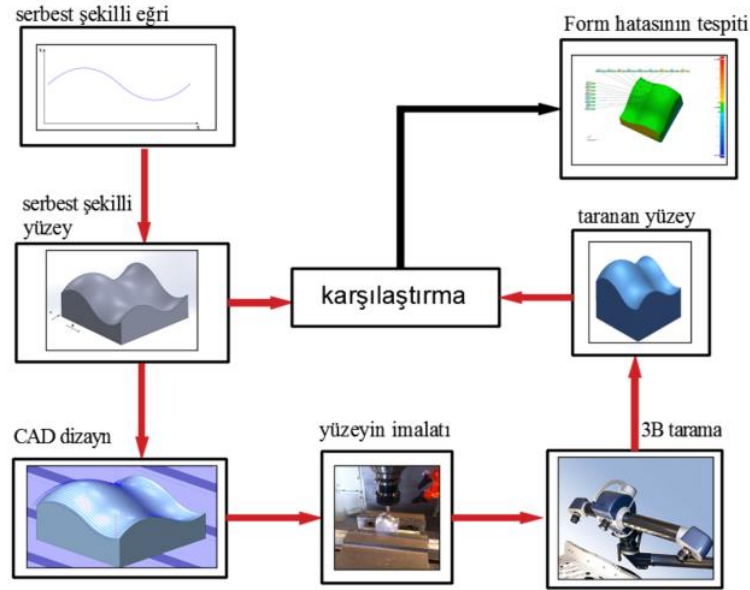 serbest şekilli eğri
Form hatasının tespiti
serbest şekilli
yüzey
taranan yüzey
karşılaştırma
CAD dizayn
yüzeyin imalatı
3B tarama